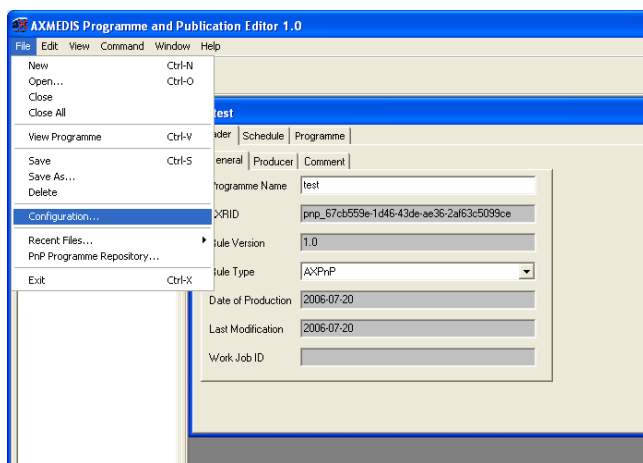 AXMEDIS Programme and Publication Editor 1.0
File Edit View Command Window Help
New Ctrl-N
Open... Ctrl-O
Close
Close All
View Programme Ctrl-V
Save Ctrl-S
Save As...
Delete
Configuration...
Recent Files...
PnP Programme Repository...
Exit Ctrl-X
test
ader Schedule Programme
eneral Producer Comment
Programme Name test
AXRID pnp_67cb559e-1d46-43de-ae36-2af63c5099ce
Rule Version 1.0
Rule Type AXPnP
Date of Production 2006-07-20
Last Modification 2006-07-20
Work Job ID